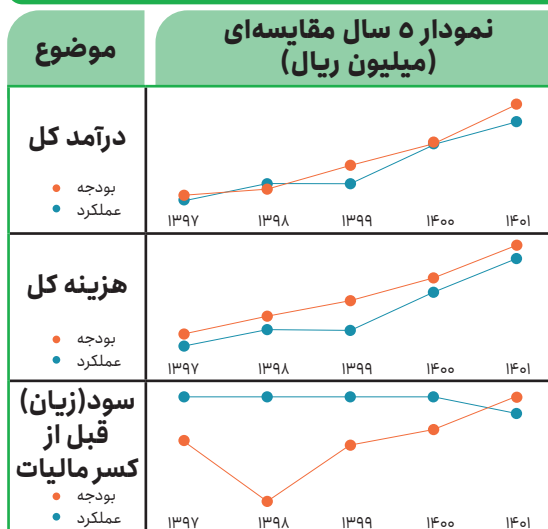 موضوع
نمودار ۵ سال مقایسه‌ای
(میلیون ریال)
درآمد کل
بودجه
عملکرد
۱۳۹۷ ۱۳۹۸ ۱۳۹۹ ۱۴۰۰ ۱۴۰۱
هزینه کل
بودجه
عملکرد
۱۳۹۷ ۱۳۹۸ ۱۳۹۹ ۱۴۰۰ ۱۴۰۱
سود(زیان)
قبل از
کسر مالیات
بودجه
عملکرد
۱۳۹۷ ۱۳۹۸ ۱۳۹۹ ۱۴۰۰ ۱۴۰۱